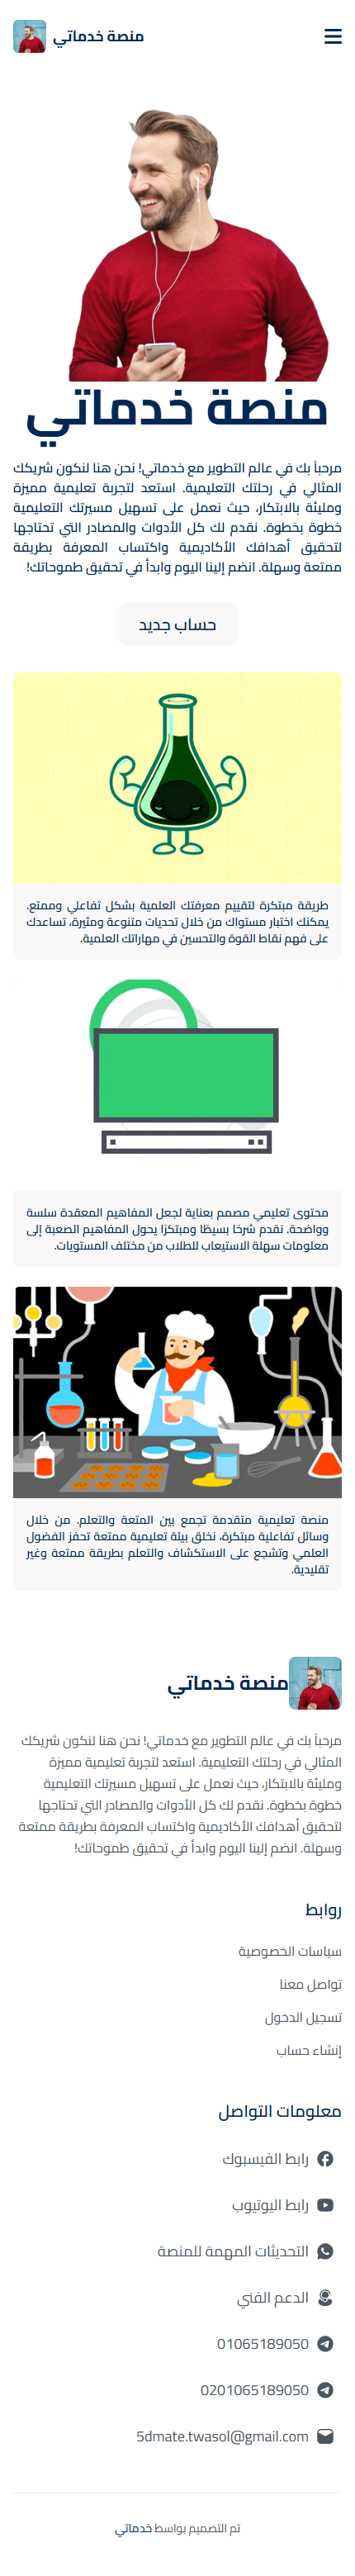 منصة خدماتي
منصة خدماتي
مرحباً بك في عالم التطوير مع خدماتي! نحن هنا لنكون شريكك
المثالي في رحلتك التعليمية. استعد لتجربة تعليمية مميزة
ومليئة بالابتكار، حيث نعمل على تسهيل مسيرتك التعليمية
خطوة بخطوة. نقدم لك كل الأدوات والمصادر التي تحتاجها
لتحقيق أهدافك الأكاديمية واكتساب المعرفة بطريقة
ممتعة وسهلة. انضم إلينا اليوم وابدأ في تحقيق طموحاتك!
حساب جديد
طريقة مبتكرة لتقييم معرفتك العلمية بشكل تفاعلي وممتع.
يمكنك اختبار مستواك من خلال تحديات متنوعة ومثيرة، تساعدك
على فهم نقاط القوة والتحسين في مهاراتك العلمية.
محتوى تعليمي مصمم بعناية لجعل المفاهيم المعقدة سلسة
وواضحة. نقدم شرحًا بسيطًا ومبتكرًا يحول المفاهيم الصعبة إلى
معلومات سهلة الاستيعاب للطلاب من مختلف المستويات.
منصة تعليمية متقدمة تجمع بين المتعة والتعلم. من خلال
وسائل تفاعلية مبتكرة، نخلق بيئة تعليمية ممتعة تحفز الفضول
العلمي وتشجع على الاستكشاف والتعلم بطريقة ممتعة وغير
تقليدية.
منصة خدماتي
مرحباً بك في عالم التطوير مع خدماتي! نحن هنا لنكون شريكك
المثالي في رحلتك التعليمية. استعد لتجربة تعليمية مميزة
ومليئة بالابتكار، حيث نعمل على تسهيل مسيرتك التعليمية
خطوة بخطوة. نقدم لك كل الأدوات والمصادر التي تحتاجها
لتحقيق أهدافك الأكاديمية واكتساب المعرفة بطريقة ممتعة
وسهلة. انضم إلينا اليوم وابدأ في تحقيق طموحاتك!
روابط
سياسات الخصوصية
تواصل معنا
تسجيل الدخول
إنشاء حساب
معلومات التواصل
رابط الفيسبوك
رابط اليوتيوب
التحديثات المهمة للمنصة
الدعم الفني
01065189050
0201065189050
5dmate.twasol@gmail.com
تم التصميم بواسط خدماتي